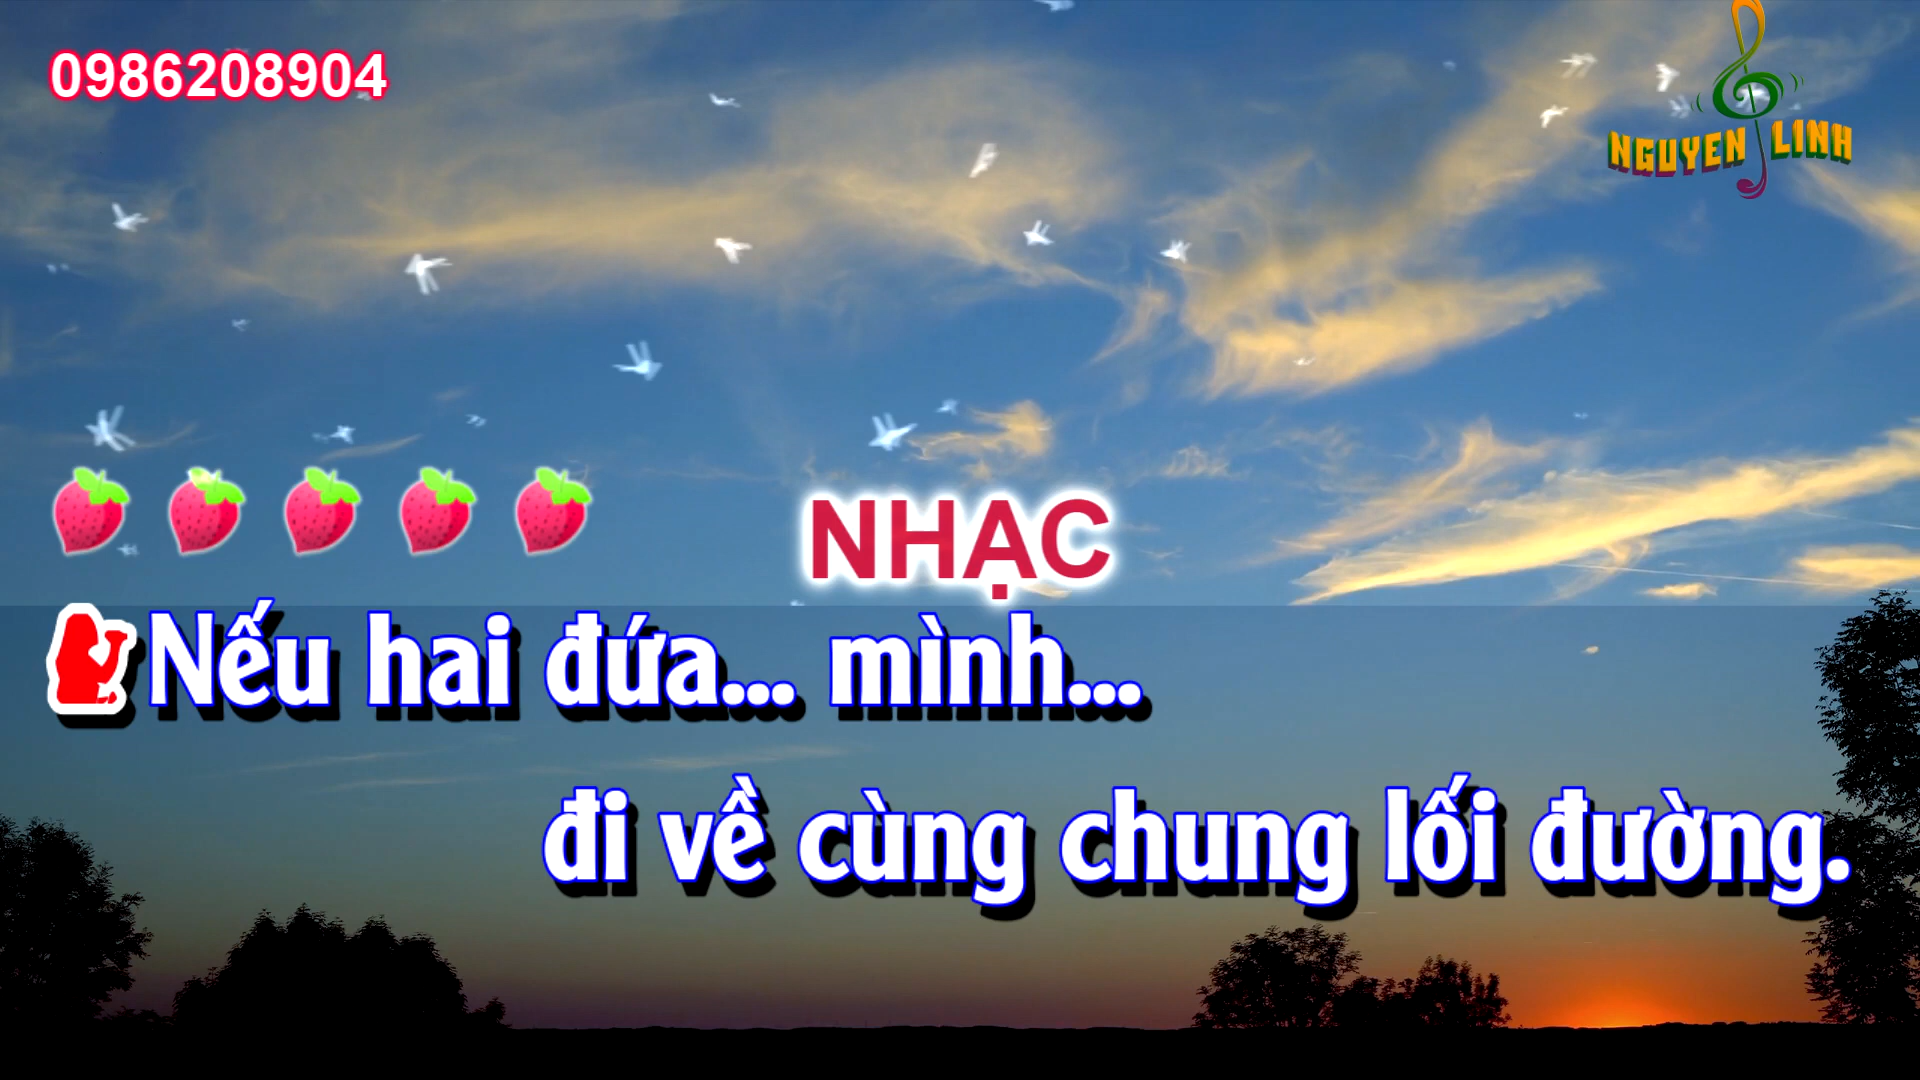 0986208904
NGUYEN LINH
NHẠC
Nếu hai đứa... mình...
đi về cùng chung lối đường.